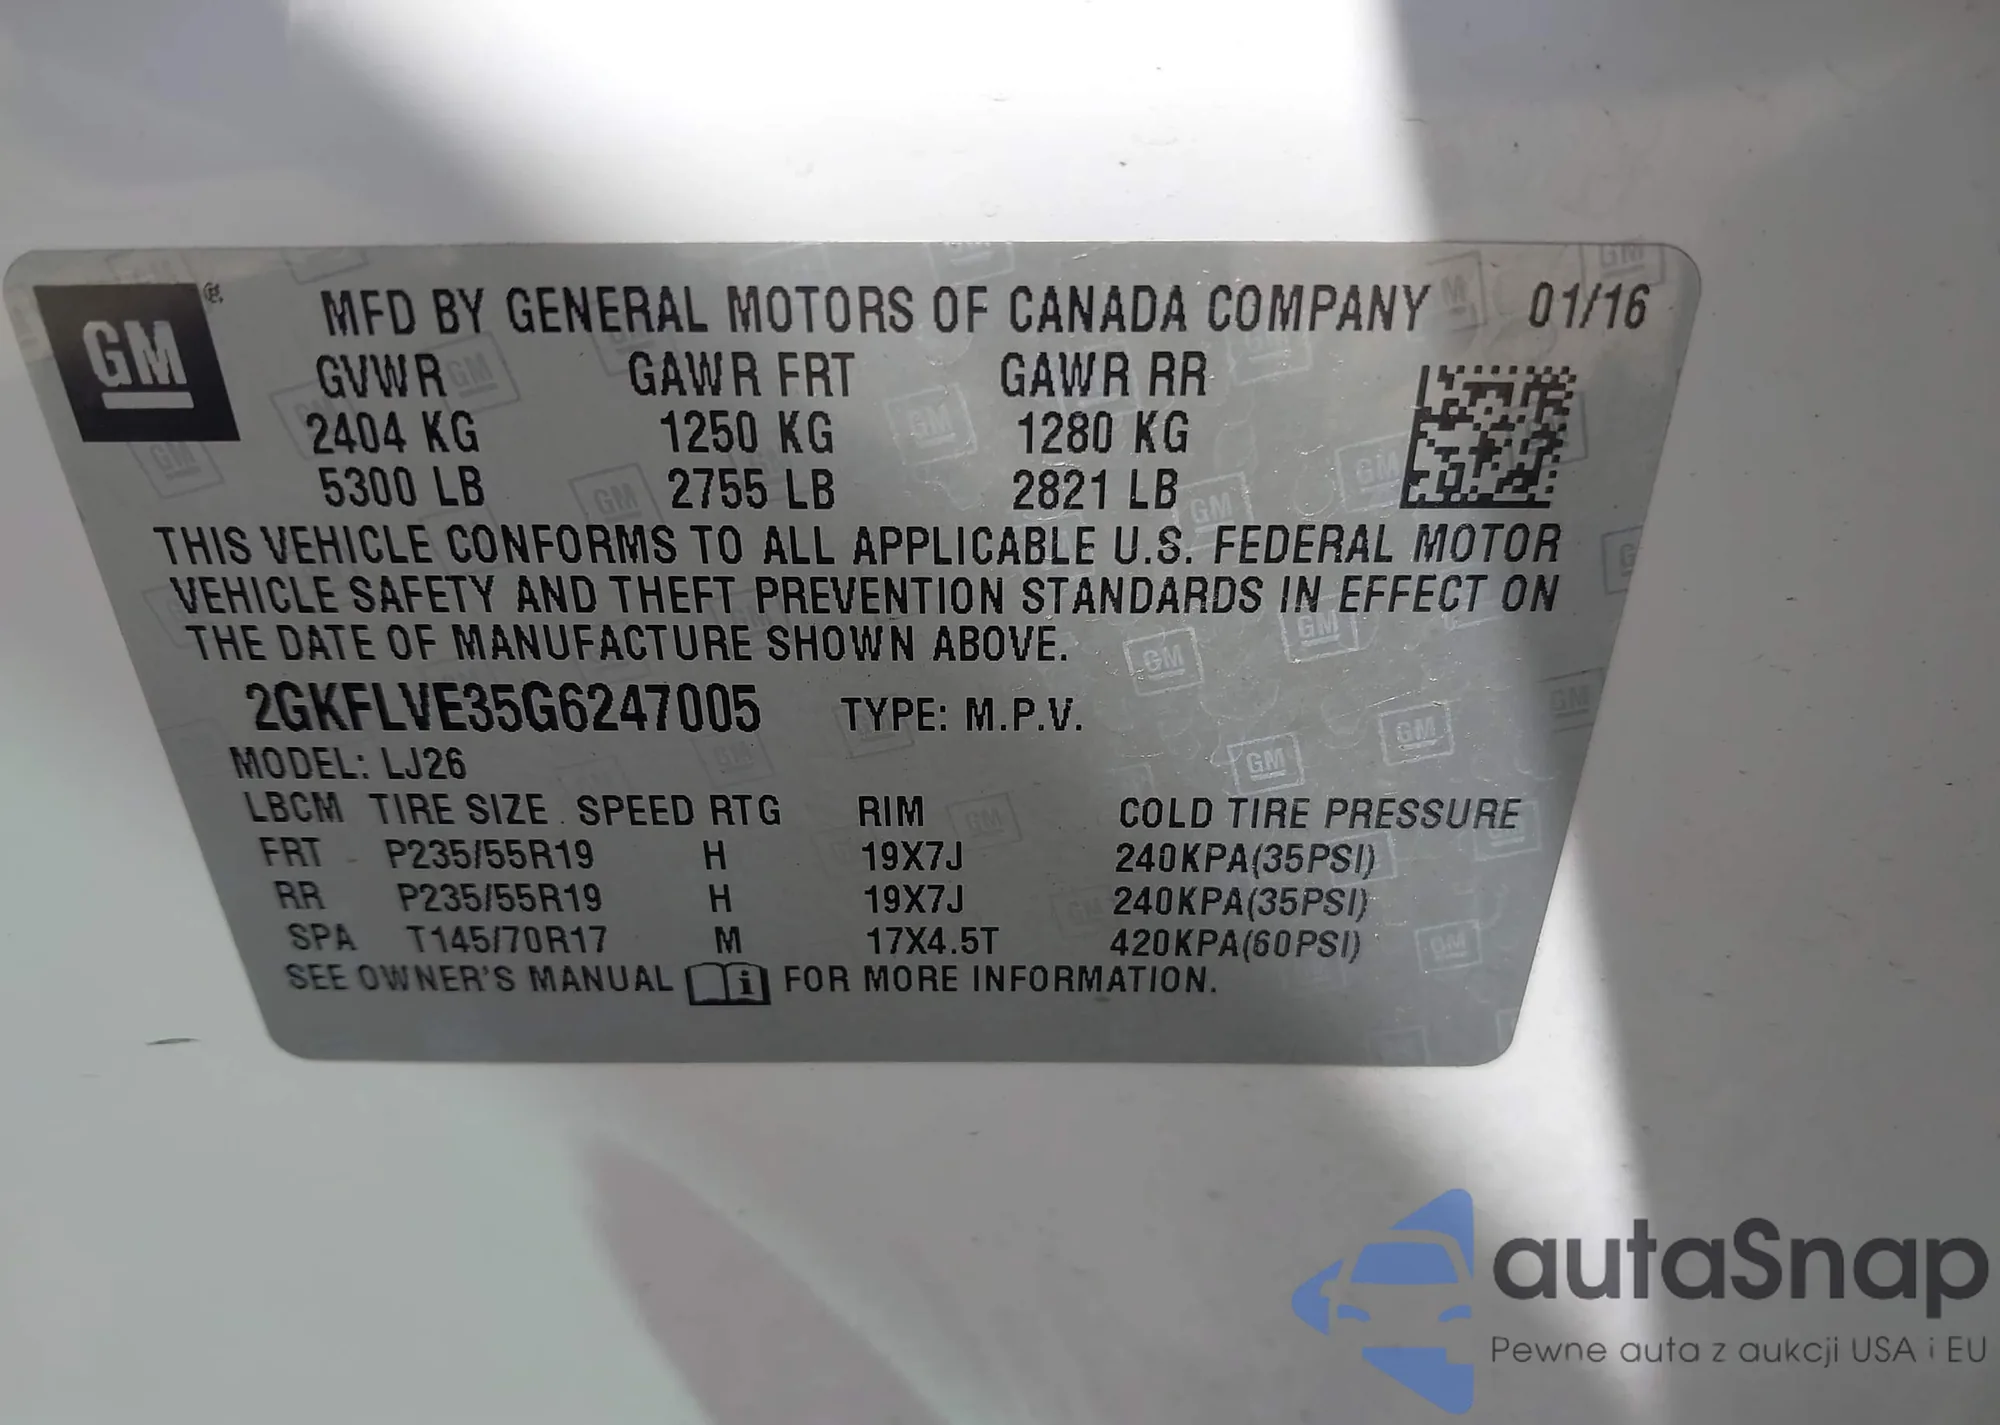 GM
MFD BY GENERAL MOTORS OF CANADA COMPANY 01/16
GVWR GAWR FRT GAWR RR
2404 KG 1250 KG 1280 KG
5300 LB 2755 LB 2821 LB
THIS VEHICLE CONFORMS TO ALL APPLICABLE U.S. FEDERAL MOTOR
VEHICLE SAFETY AND THEFT PREVENTION STANDARDS IN EFFECT ON
THE DATE OF MANUFACTURE SHOWN ABOVE.
2GKFLVE35G6247005 TYPE: M.P.V.
MODEL: LJ26
LBCM TIRE SIZE SPEED RTG RIM COLD TIRE PRESSURE
FRT P235/55R19 H 19X7J 240KPA(35PSI)
RR P235/55R19 H 19X7J 240KPA(35PSI)
SPA T145/70R17 M 17X4.5T 420KPA(60PSI)
SEE OWNER'S MANUAL i FOR MORE INFORMATION.
autaSnap
Pewne auta z aukcji USA i EU